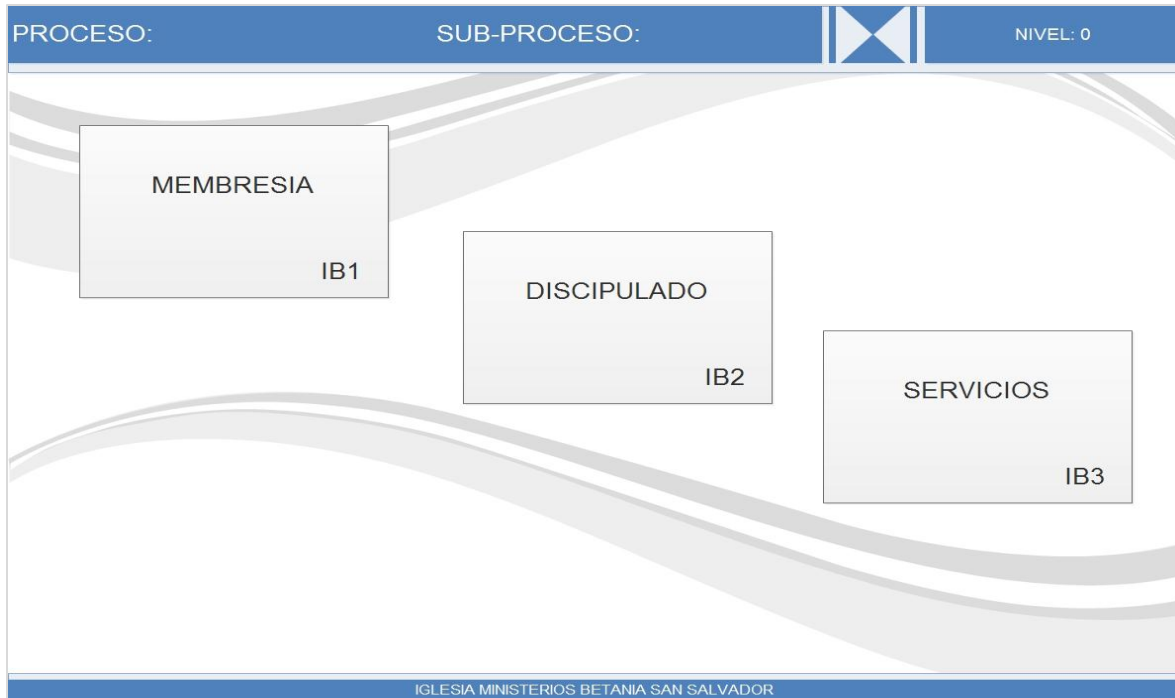 PROCESO: SUB-PROCESO: NIVEL: 0
MEMBRESIA
IB1
DISCIPULADO
IB2
SERVICIOS
IB3
IGLESIA MINISTERIOS BETANIA SAN SALVADOR